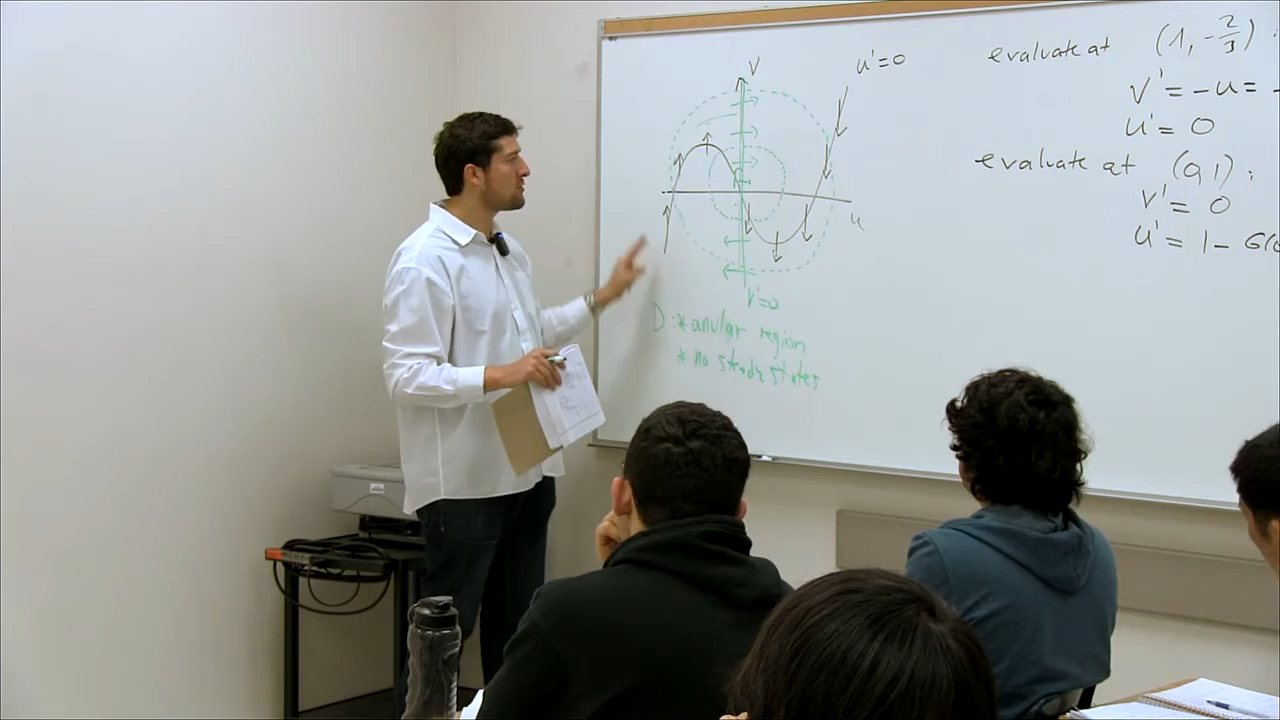 v
u'=0
u
v'=0
D: * anular region
* no steady states
evaluate at (1, -2/3):
v' = -u = -
u' = 0
evaluate at (0,1):
v' = 0
u' = 1 - G(0